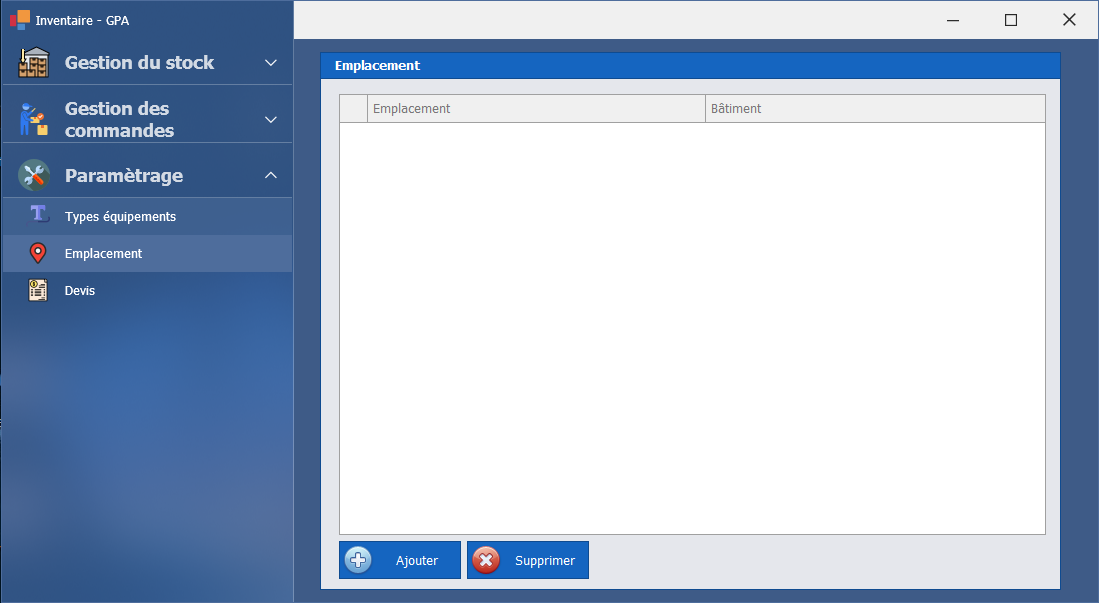 Inventaire - GPA
Gestion du stock
Gestion des
commandes
Paramètrage
Types équipements
Emplacement
Devis
Emplacement
Emplacement
Bâtiment
Ajouter
Supprimer